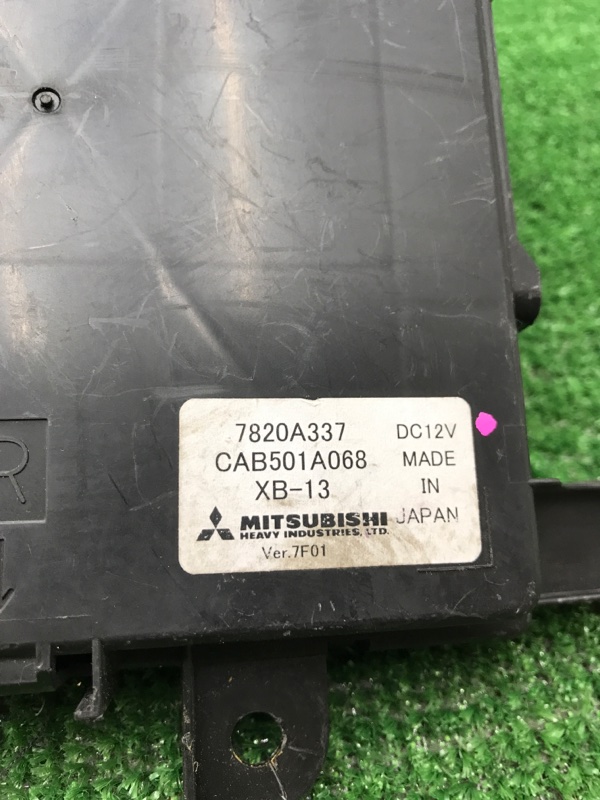 7820A337 DC12V
CAB501A068 MADE
XB-13 IN
MITSUBISHI JAPAN
HEAVY INDUSTRIES, LTD.
Ver.7F01
R